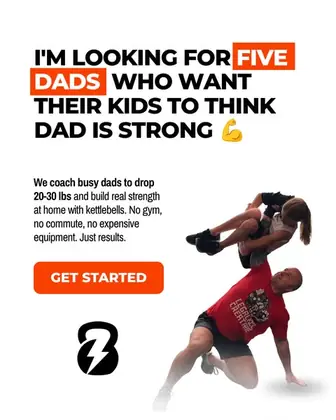 I'M LOOKING FOR FIVE
DADS WHO WANT
THEIR KIDS TO THINK
DAD IS STRONG 💪
We coach busy dads to drop
20-30 lbs and build real strength
at home with kettlebells. No gym,
no commute, no expensive
equipment. Just results.
GET STARTED